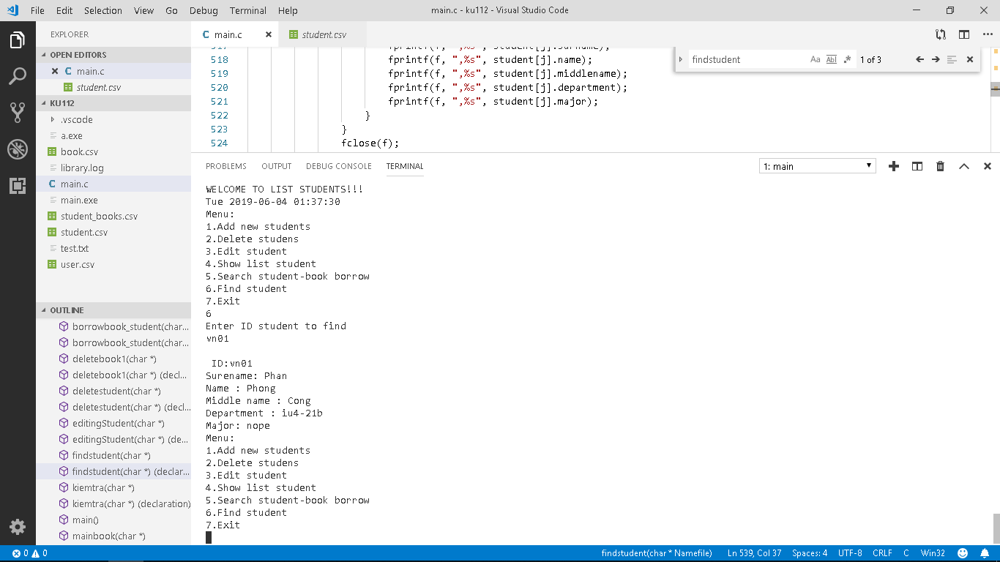 File Edit Selection View Go Debug Terminal Help
main.c - ku112 - Visual Studio Code
EXPLORER
OPEN EDITORS
main.c
student.csv
KU112
.vscode
a.exe
book.csv
library.log
main.c
main.exe
student_books.csv
student.csv
test.txt
user.csv
OUTLINE
borrowbook_student(char...
borrowbook_student(char...
deletebook1(char *)
deletebook1(char *) (decl...
deletestudent(char *)
deletestudent(char *) (decl...
editingStudent(char *)
editingStudent(char *) (de...
findstudent(char *)
findstudent(char *) (declar...
kiemtra(char *)
kiemtra(char *) (declaration)
main()
mainbook(char *)
main.c
student.csv
findstudent Aa Abl .* 1 of 3
517 fprintf(f, ",%s", student[j].surname);
518 fprintf(f, ",%s", student[j].name);
519 fprintf(f, ",%s", student[j].middlename);
520 fprintf(f, ",%s", student[j].department);
521 fprintf(f, ",%s", student[j].major);
522 }
523 }
524 fclose(f);
PROBLEMS OUTPUT DEBUG CONSOLE TERMINAL
1: main
WELCOME TO LIST STUDENTS!!!
Tue 2019-06-04 01:37:30
Menu:
1.Add new students
2.Delete studens
3.Edit student
4.Show list student
5.Search student-book borrow
6.Find student
7.Exit
6
Enter ID student to find
vn01
ID:vn01
Surename: Phan
Name : Phong
Middle name : Cong
Department : iu4-21b
Major: nope
Menu:
1.Add new students
2.Delete studens
3.Edit student
4.Show list student
5.Search student-book borrow
6.Find student
7.Exit
0 0
findstudent(char * Namefile) Ln 539, Col 37 Spaces: 4 UTF-8 CRLF C Win32